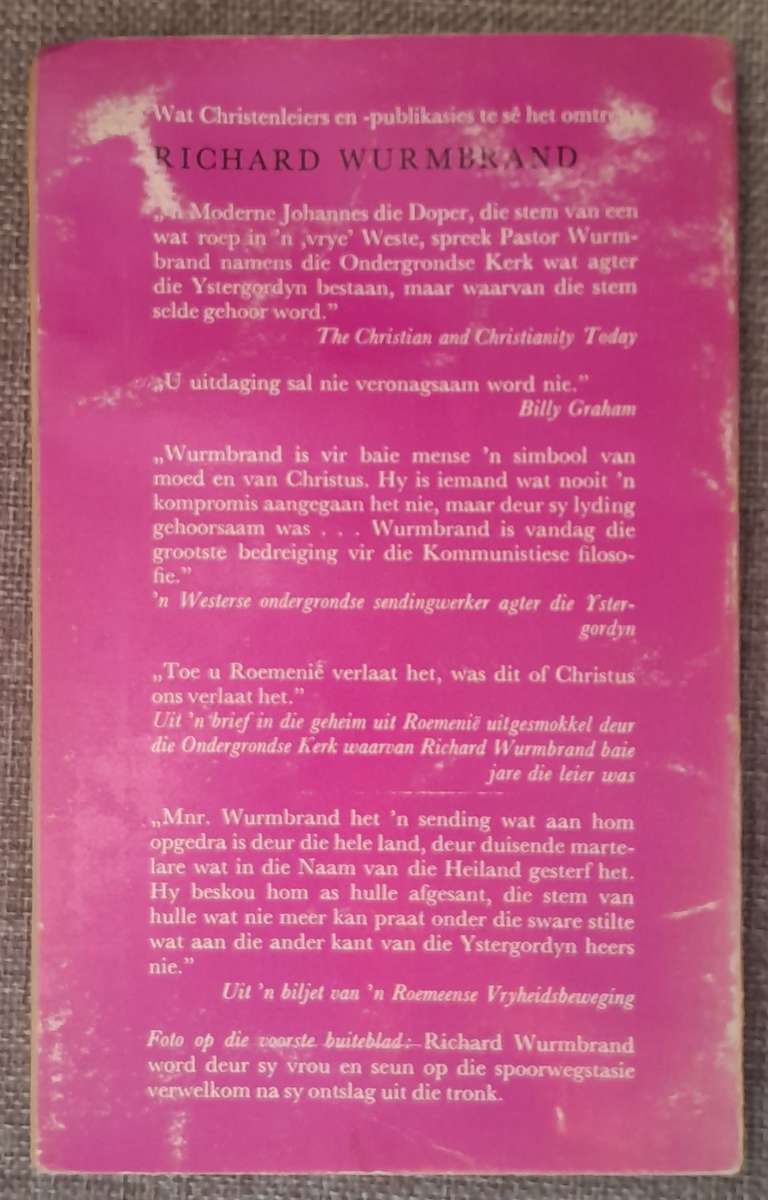 Wat Christenleiers en -publikasies te sê het omtr
RICHARD WURMBRAND
„'n Moderne Johannes die Doper, die stem van een
wat roep in 'n ‚vrye’ Weste, spreek Pastor Wurm-
brand namens die Ondergrondse Kerk wat agter
die Ystergordyn bestaan, maar waarvan die stem
selde gehoor word.”
The Christian and Christianity Today
„U uitdaging sal nie veronagsaam word nie.”
Billy Graham
„Wurmbrand is vir baie mense 'n simbool van
moed en van Christus. Hy is iemand wat nooit 'n
kompromis aangegaan het nie, maar deur sy lyding
gehoorsaam was . . . Wurmbrand is vandag die
grootste bedreiging vir die Kommunistiese filoso-
fie.”
'n Westerse ondergrondse sendingwerker agter die Yster-
gordyn
„Toe u Roemenië verlaat het, was dit of Christus
ons verlaat het.”
Uit 'n brief in die geheim uit Roemenië uitgesmokkel deur
die Ondergrondse Kerk waarvan Richard Wurmbrand baie
jare die leier was
„Mnr. Wurmbrand het 'n sending wat aan hom
opgedra is deur die hele land, deur duisende marte-
lare wat in die Naam van die Heiland gesterf het.
Hy beskou hom as hulle afgesant, die stem van
hulle wat nie meer kan praat onder die sware stilte
wat aan die ander kant van die Ystergordyn heers
nie.”
Uit 'n biljet van 'n Roemeense Vryheidsbeweging
Foto op die voorste buiteblad: Richard Wurmbrand
word deur sy vrou en seun op die spoorwegstasie
verwelkom na sy ontslag uit die tronk.